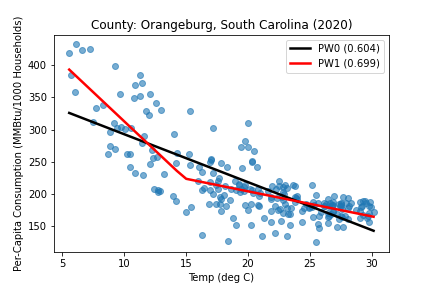 County: Orangeburg, South Carolina (2020)
PW0 (0.604)
PW1 (0.699)
Per-Capita Consumption (MMBtu/1000 Households)
400
350
300
250
200
150
5 10 15 20 25 30
Temp (deg C)